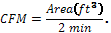 CFM = Area(ft³) / 2 min.